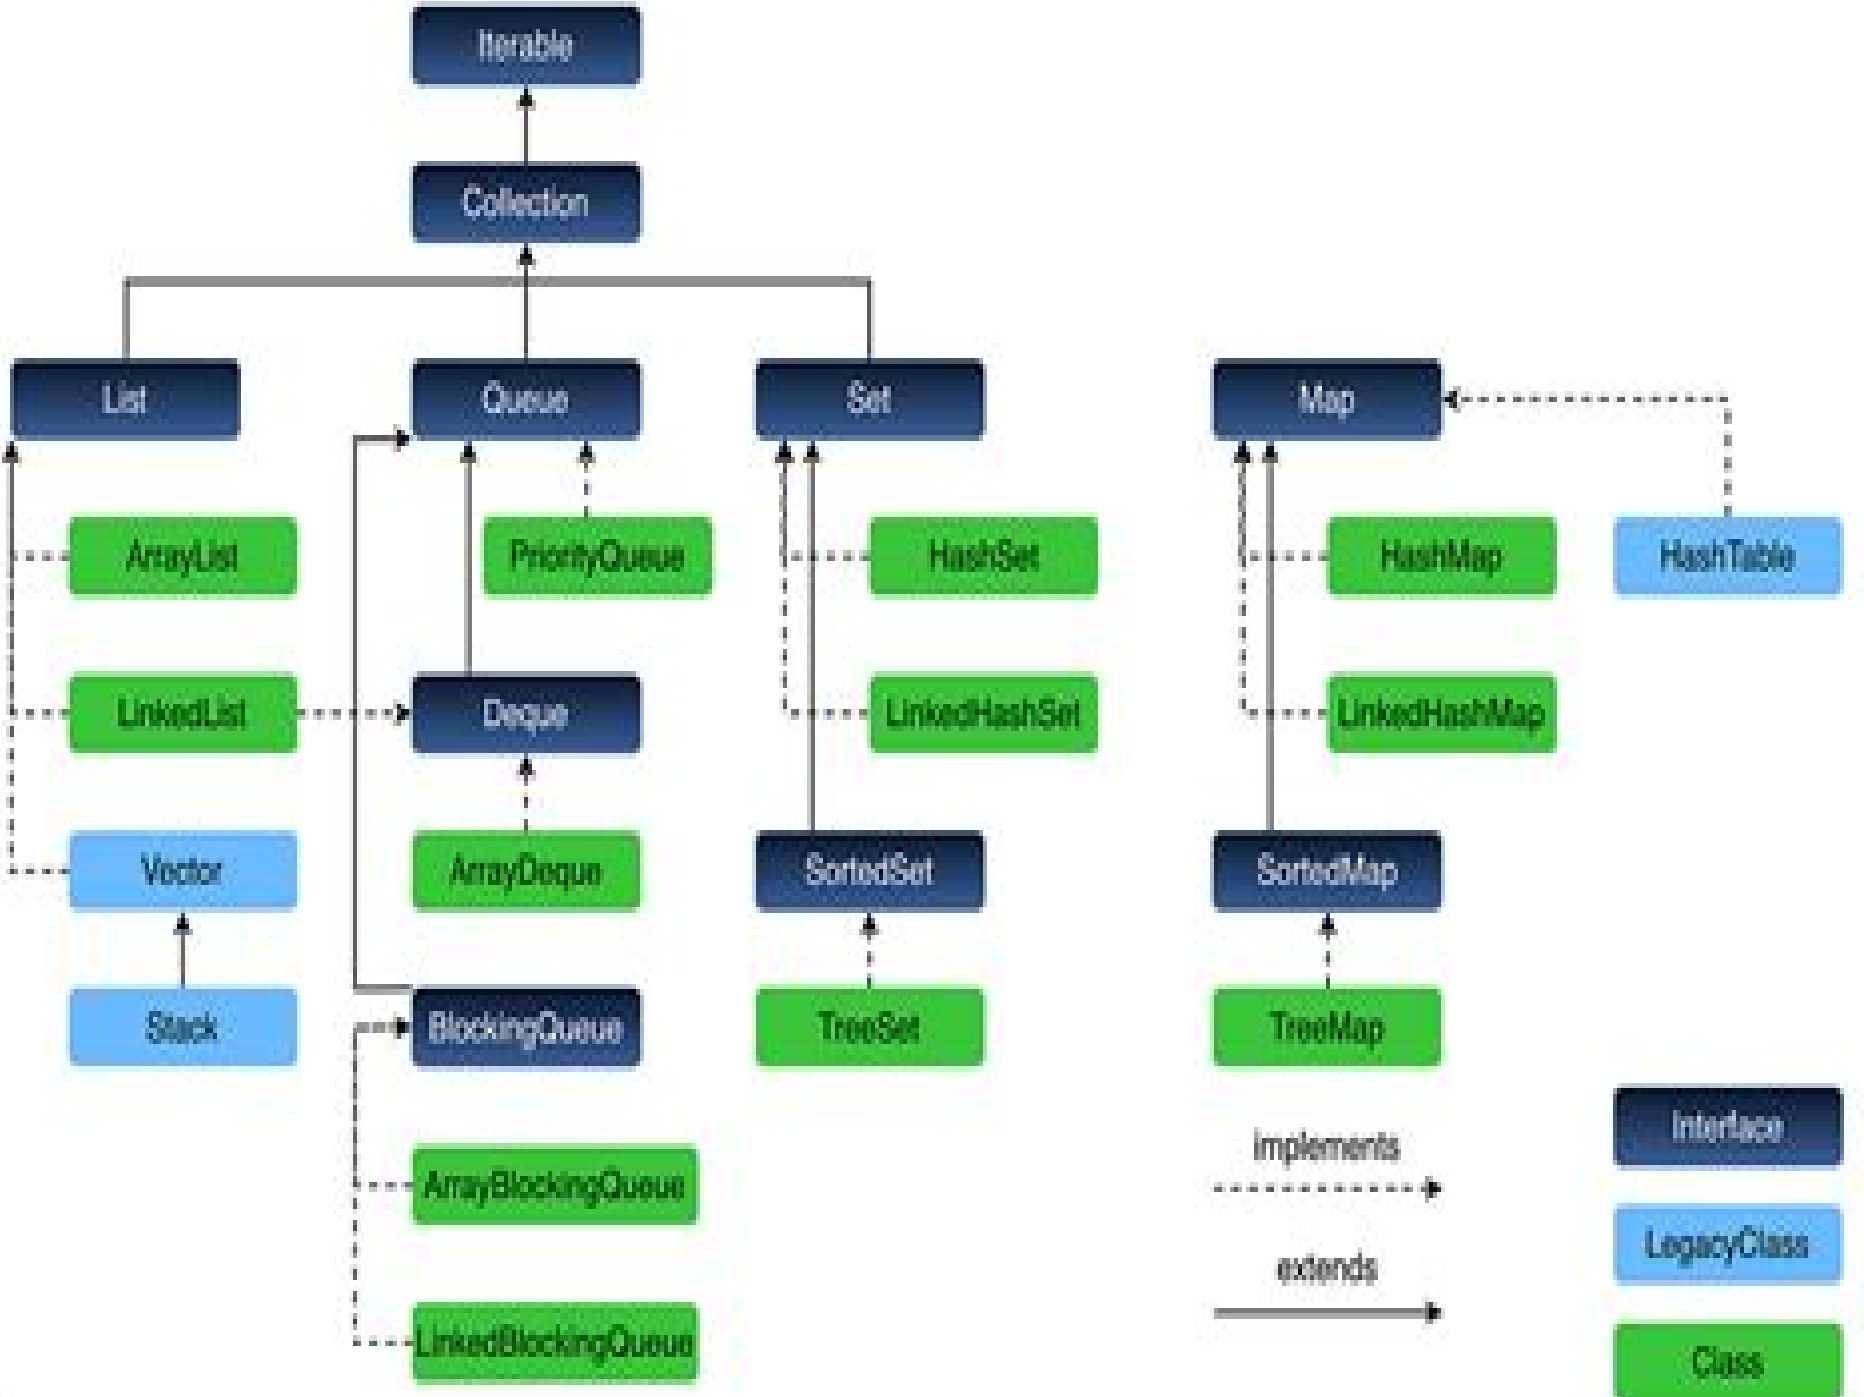 Iterable
Collection
List
Queue
Set
Map
ArrayList
PriorityQueue
HashSet
HashMap
HashTable
LinkedList
Deque
LinkedHashSet
LinkedHashMap
Vector
ArrayDeque
SortedSet
SortedMap
Stack
BlockingQueue
TreeSet
TreeMap
ArrayBlockingQueue
implements
Interface
LegacyClass
extends
LinkedBlockingQueue
Class